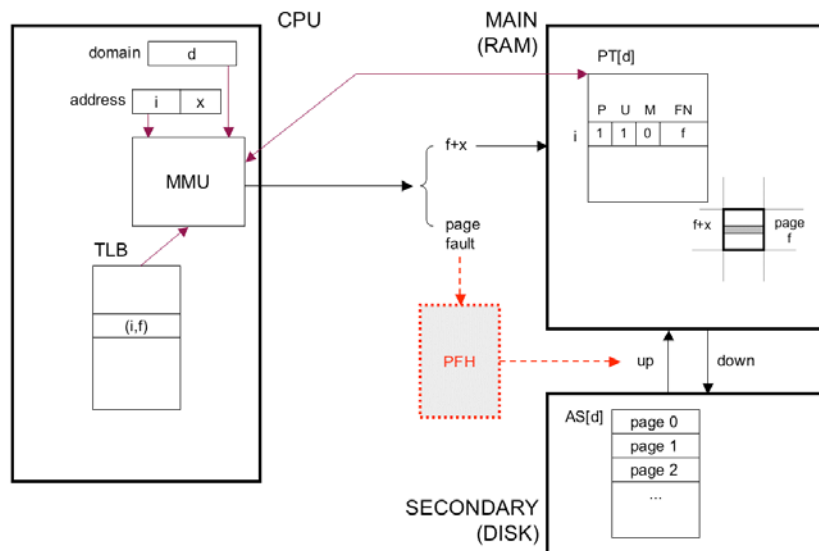 CPU
domain
d
address
i
x
MMU
TLB
(i,f)
f+x
page
fault
PFH
MAIN
(RAM)
PT[d]
P U M FN
i
1 1 0 f
f+x
page
f
up
down
AS[d]
page 0
page 1
page 2
...
SECONDARY
(DISK)